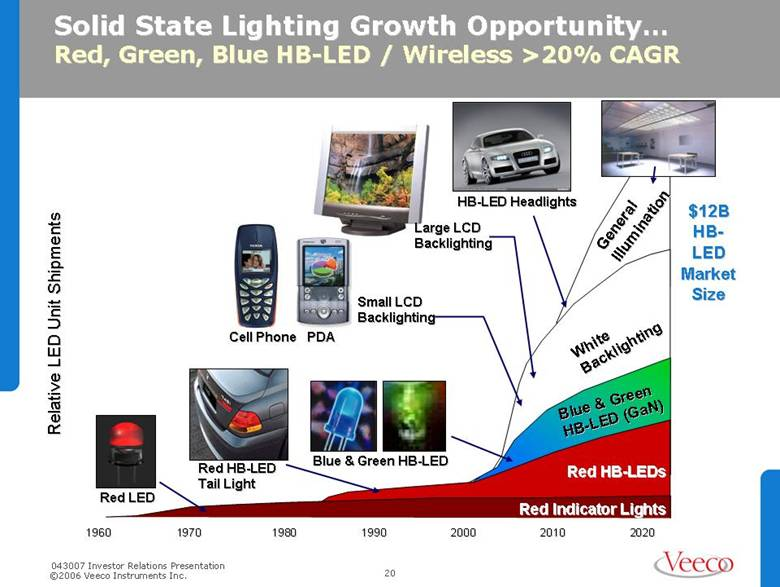 Solid State Lighting Growth Opportunity...
Red, Green, Blue HB-LED / Wireless >20% CAGR
HB-LED Headlights
General
Illumination
$12B
HB-
LED
Market
Size
Large LCD
Backlighting
Small LCD
Backlighting
Cell Phone
PDA
Relative LED Unit Shipments
White
Backlighting
Blue & Green
HB-LED (GaN)
Blue & Green HB-LED
Red HB-LED
Tail Light
Red LED
Red HB-LEDs
Red Indicator Lights
1960 1970 1980 1990 2000 2010 2020
043007 Investor Relations Presentation
©2006 Veeco Instruments Inc.
20
Veeco